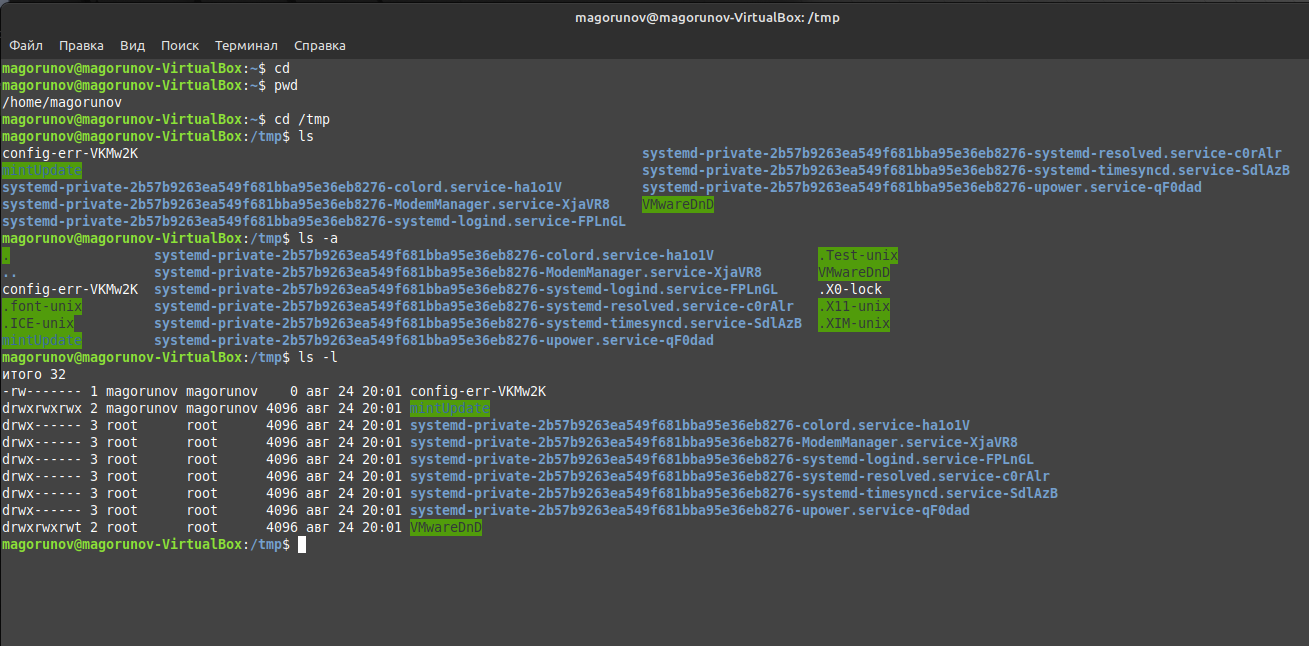 magorunov@magorunov-VirtualBox: /tmp
Файл Правка Вид Поиск Терминал Справка
magorunov@magorunov-VirtualBox:~$ cd
magorunov@magorunov-VirtualBox:~$ pwd
/home/magorunov
magorunov@magorunov-VirtualBox:~$ cd /tmp
magorunov@magorunov-VirtualBox:/tmp$ ls
config-err-VKMw2K systemd-private-2b57b9263ea549f681bba95e36eb8276-systemd-resolved.service-c0rAlr
mintUpdate systemd-private-2b57b9263ea549f681bba95e36eb8276-systemd-timesyncd.service-SdlAzB
systemd-private-2b57b9263ea549f681bba95e36eb8276-colord.service-ha1o1V systemd-private-2b57b9263ea549f681bba95e36eb8276-upower.service-qF0dad
systemd-private-2b57b9263ea549f681bba95e36eb8276-ModemManager.service-XjaVR8 VMwareDnD
systemd-private-2b57b9263ea549f681bba95e36eb8276-systemd-logind.service-FPLnGL
magorunov@magorunov-VirtualBox:/tmp$ ls -a
. systemd-private-2b57b9263ea549f681bba95e36eb8276-colord.service-ha1o1V .Test-unix
.. systemd-private-2b57b9263ea549f681bba95e36eb8276-ModemManager.service-XjaVR8 VMwareDnD
config-err-VKMw2K systemd-private-2b57b9263ea549f681bba95e36eb8276-systemd-logind.service-FPLnGL .X0-lock
.font-unix systemd-private-2b57b9263ea549f681bba95e36eb8276-systemd-resolved.service-c0rAlr .X11-unix
.ICE-unix systemd-private-2b57b9263ea549f681bba95e36eb8276-systemd-timesyncd.service-SdlAzB .XIM-unix
mintUpdate systemd-private-2b57b9263ea549f681bba95e36eb8276-upower.service-qF0dad
magorunov@magorunov-VirtualBox:/tmp$ ls -l
итого 32
-rw------- 1 magorunov magorunov 0 авг 24 20:01 config-err-VKMw2K
drwxrwxrwx 2 magorunov magorunov 4096 авг 24 20:01 mintUpdate
drwx------ 3 root root 4096 авг 24 20:01 systemd-private-2b57b9263ea549f681bba95e36eb8276-colord.service-ha1o1V
drwx------ 3 root root 4096 авг 24 20:01 systemd-private-2b57b9263ea549f681bba95e36eb8276-ModemManager.service-XjaVR8
drwx------ 3 root root 4096 авг 24 20:01 systemd-private-2b57b9263ea549f681bba95e36eb8276-systemd-logind.service-FPLnGL
drwx------ 3 root root 4096 авг 24 20:01 systemd-private-2b57b9263ea549f681bba95e36eb8276-systemd-resolved.service-c0rAlr
drwx------ 3 root root 4096 авг 24 20:01 systemd-private-2b57b9263ea549f681bba95e36eb8276-systemd-timesyncd.service-SdlAzB
drwx------ 3 root root 4096 авг 24 20:01 systemd-private-2b57b9263ea549f681bba95e36eb8276-upower.service-qF0dad
drwxrwxrwt 2 root root 4096 авг 24 20:01 VMwareDnD
magorunov@magorunov-VirtualBox:/tmp$